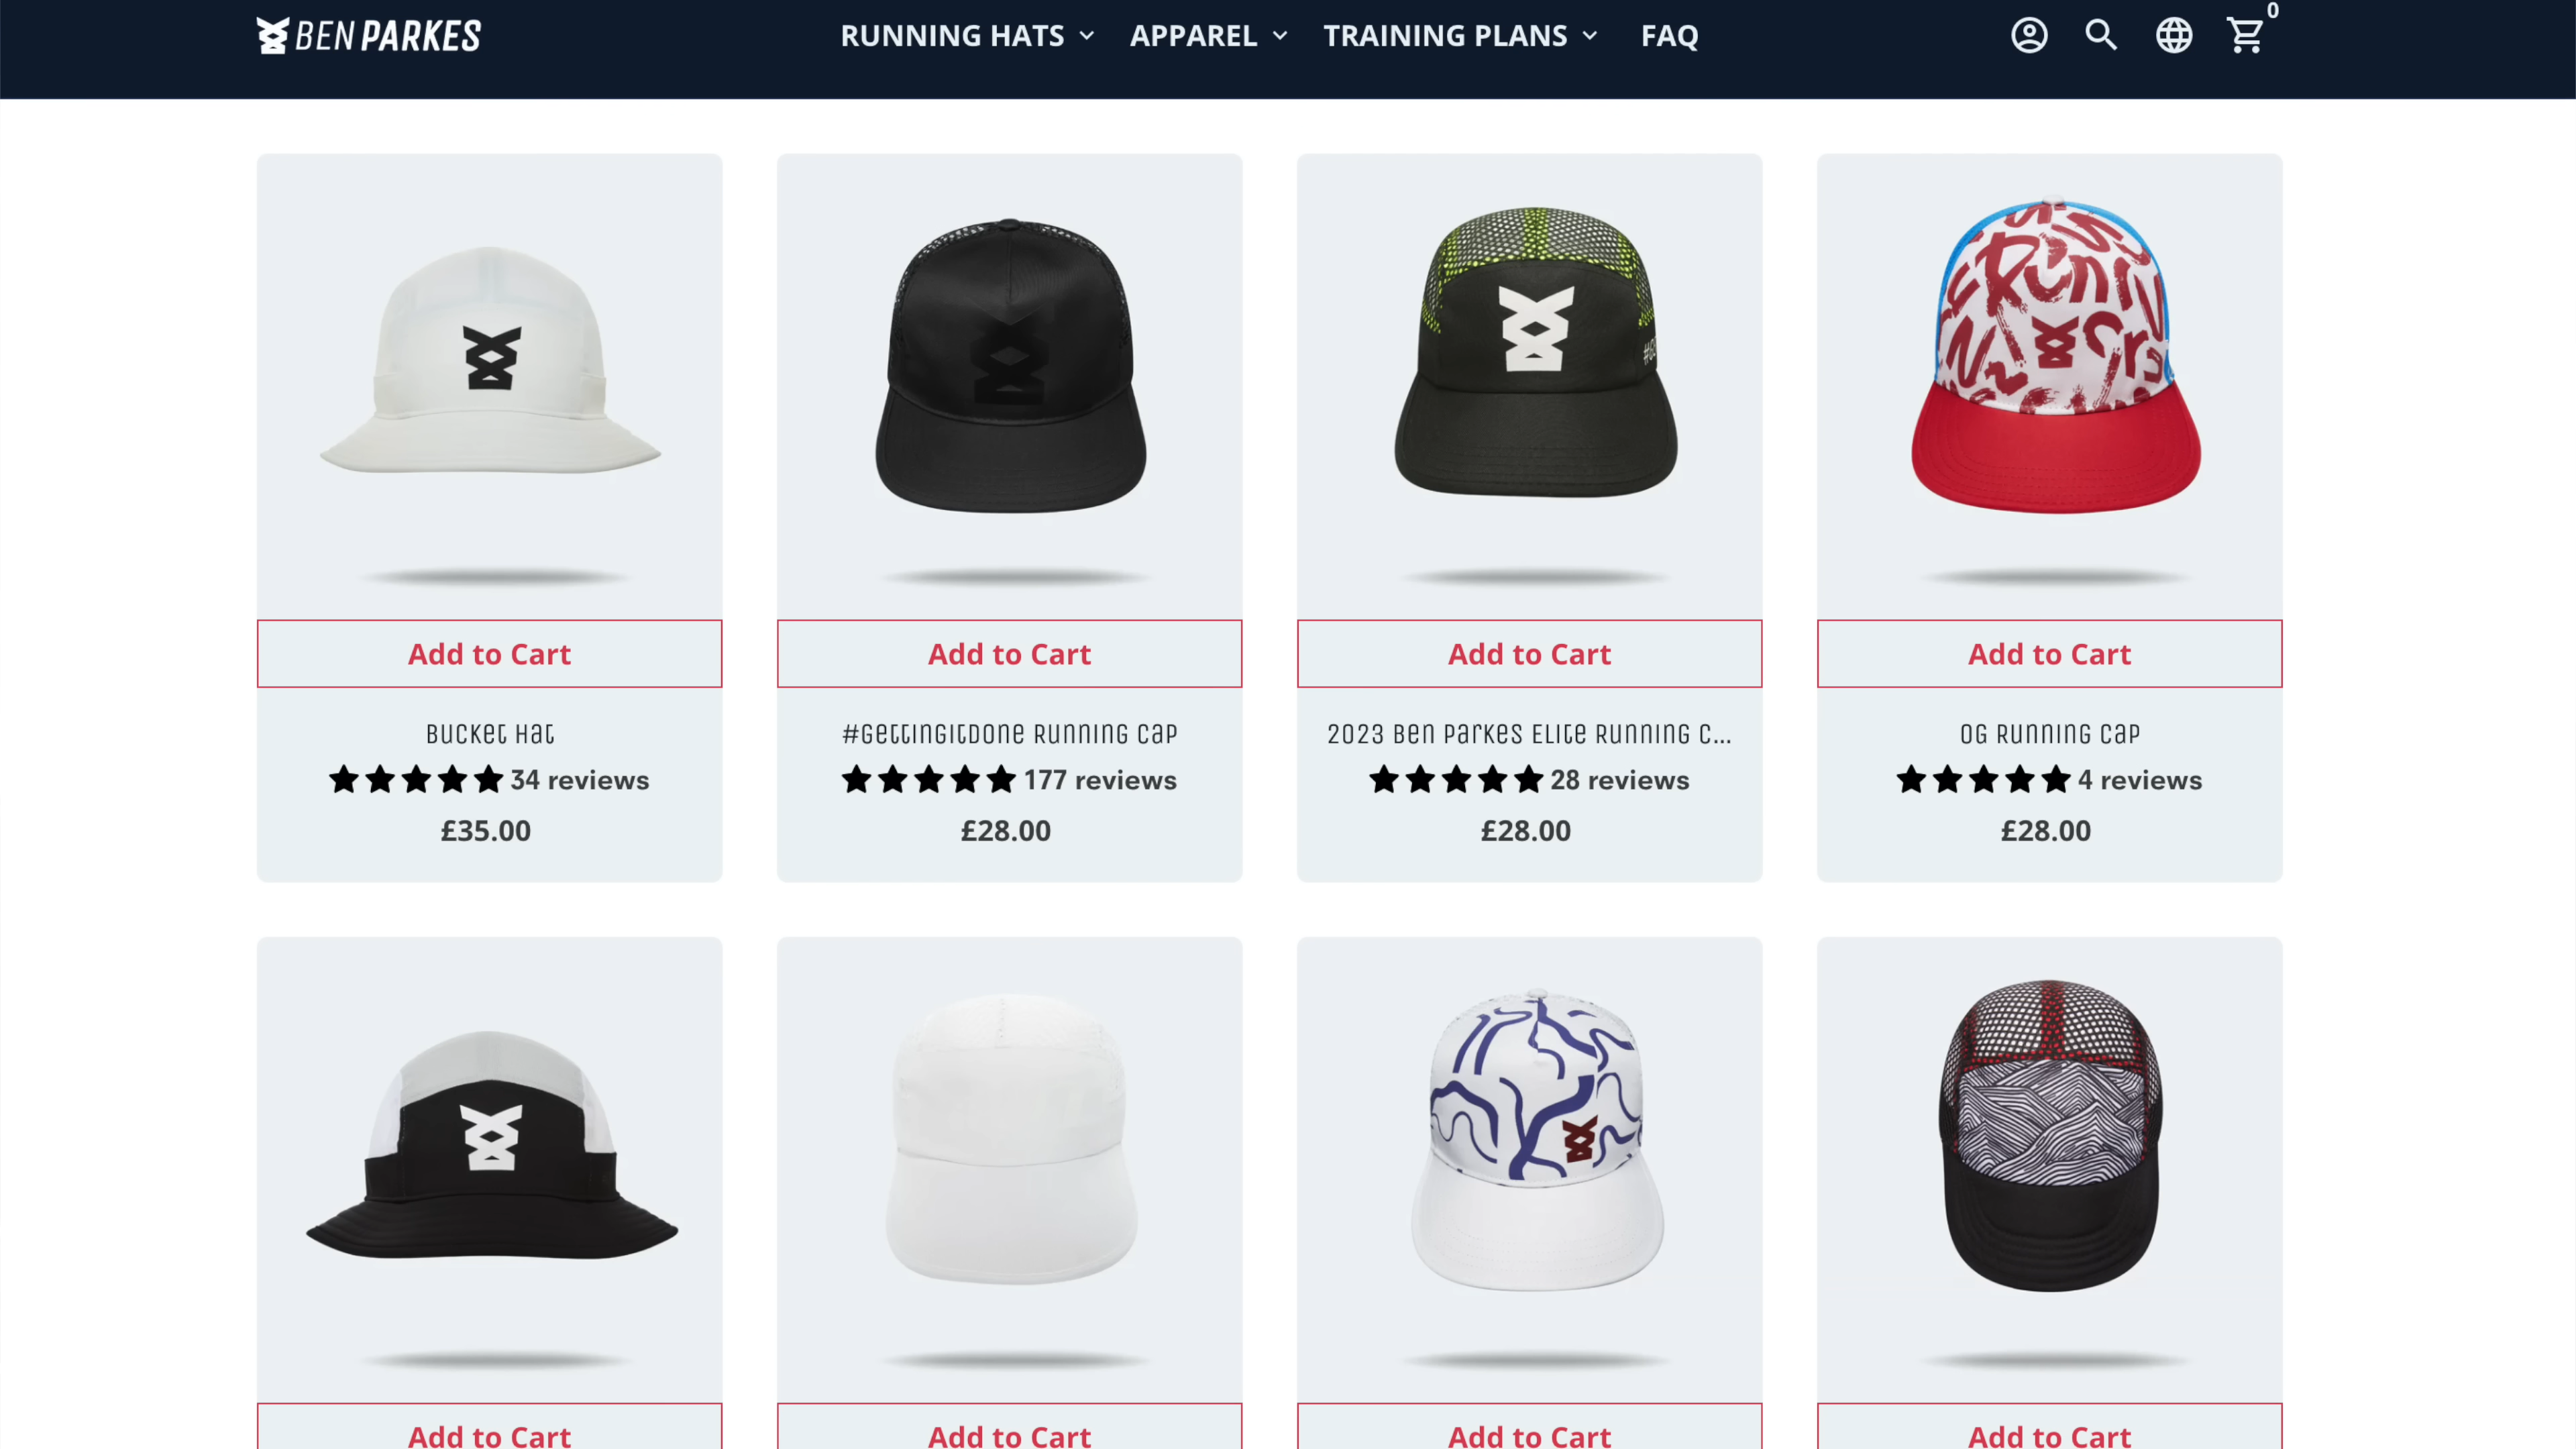 BEN PARKES
RUNNING HATS
APPAREL
TRAINING PLANS
FAQ
0
Add to Cart
Add to Cart
Add to Cart
Add to Cart
Bucket Hat
#GettingItDone Running Cap
2023 Ben Parkes Elite Running C...
OG Running Cap
34 reviews
177 reviews
28 reviews
4 reviews
£35.00
£28.00
£28.00
£28.00
Add to Cart
Add to Cart
Add to Cart
Add to Cart